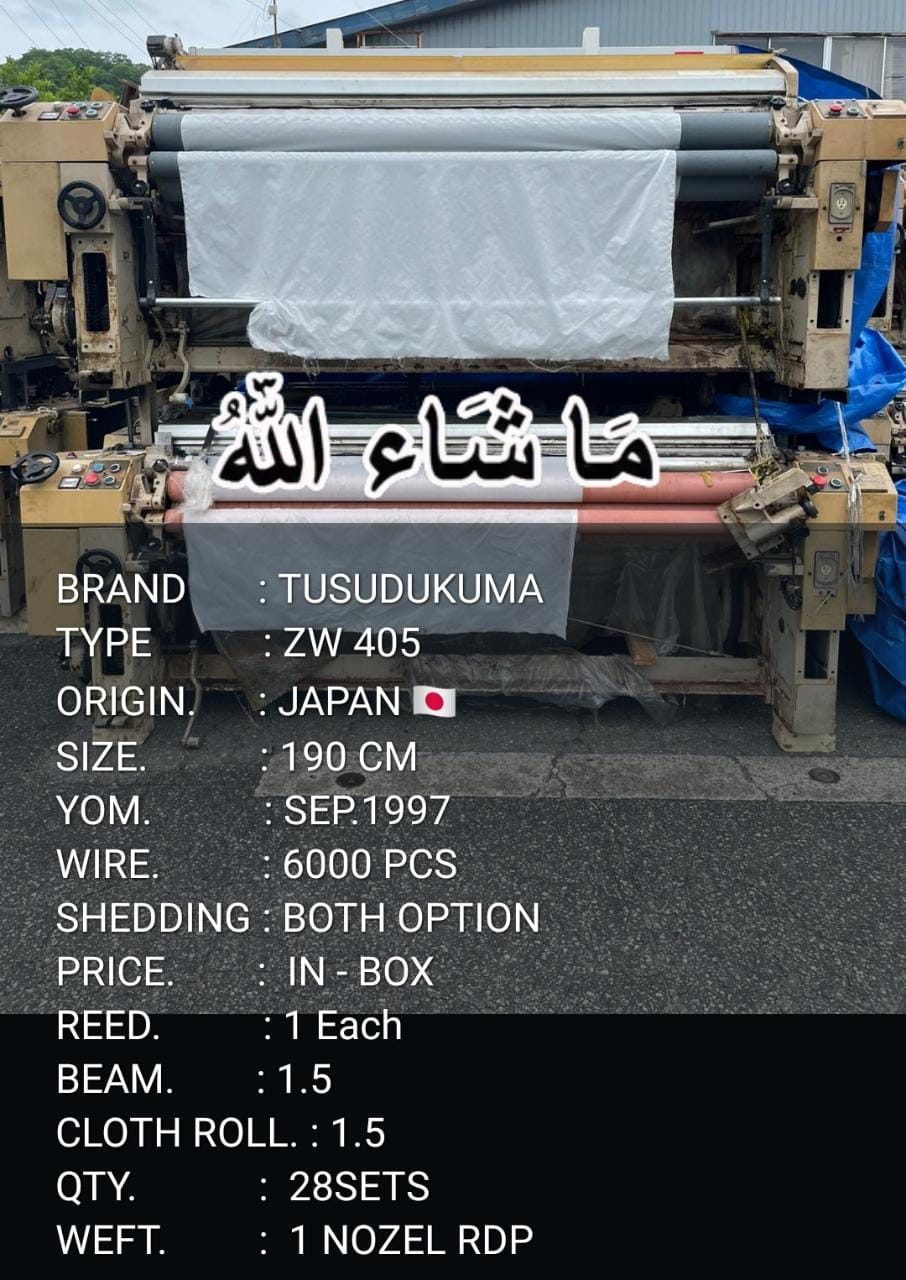 مَا شَاء اللّٰهُ
BRAND : TUSUDUKUMA
TYPE : ZW 405
ORIGIN. : JAPAN 🇯🇵
SIZE. : 190 CM
YOM. : SEP.1997
WIRE. : 6000 PCS
SHEDDING : BOTH OPTION
PRICE. : IN - BOX
REED. : 1 Each
BEAM. : 1.5
CLOTH ROLL. : 1.5
QTY. : 28SETS
WEFT. : 1 NOZEL RDP